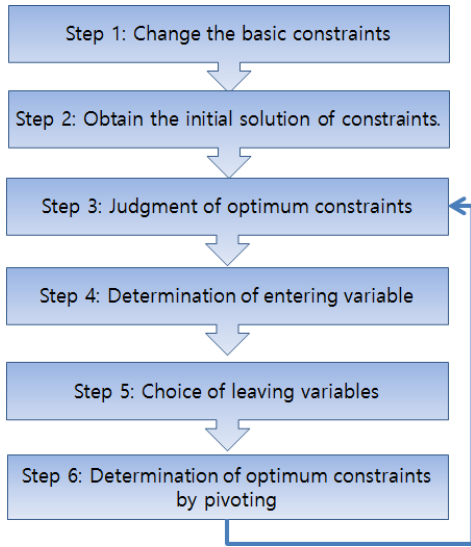 Step 1: Change the basic constraints
Step 2: Obtain the initial solution of constraints.
Step 3: Judgment of optimum constraints
Step 4: Determination of entering variable
Step 5: Choice of leaving variables
Step 6: Determination of optimum constraints
by pivoting